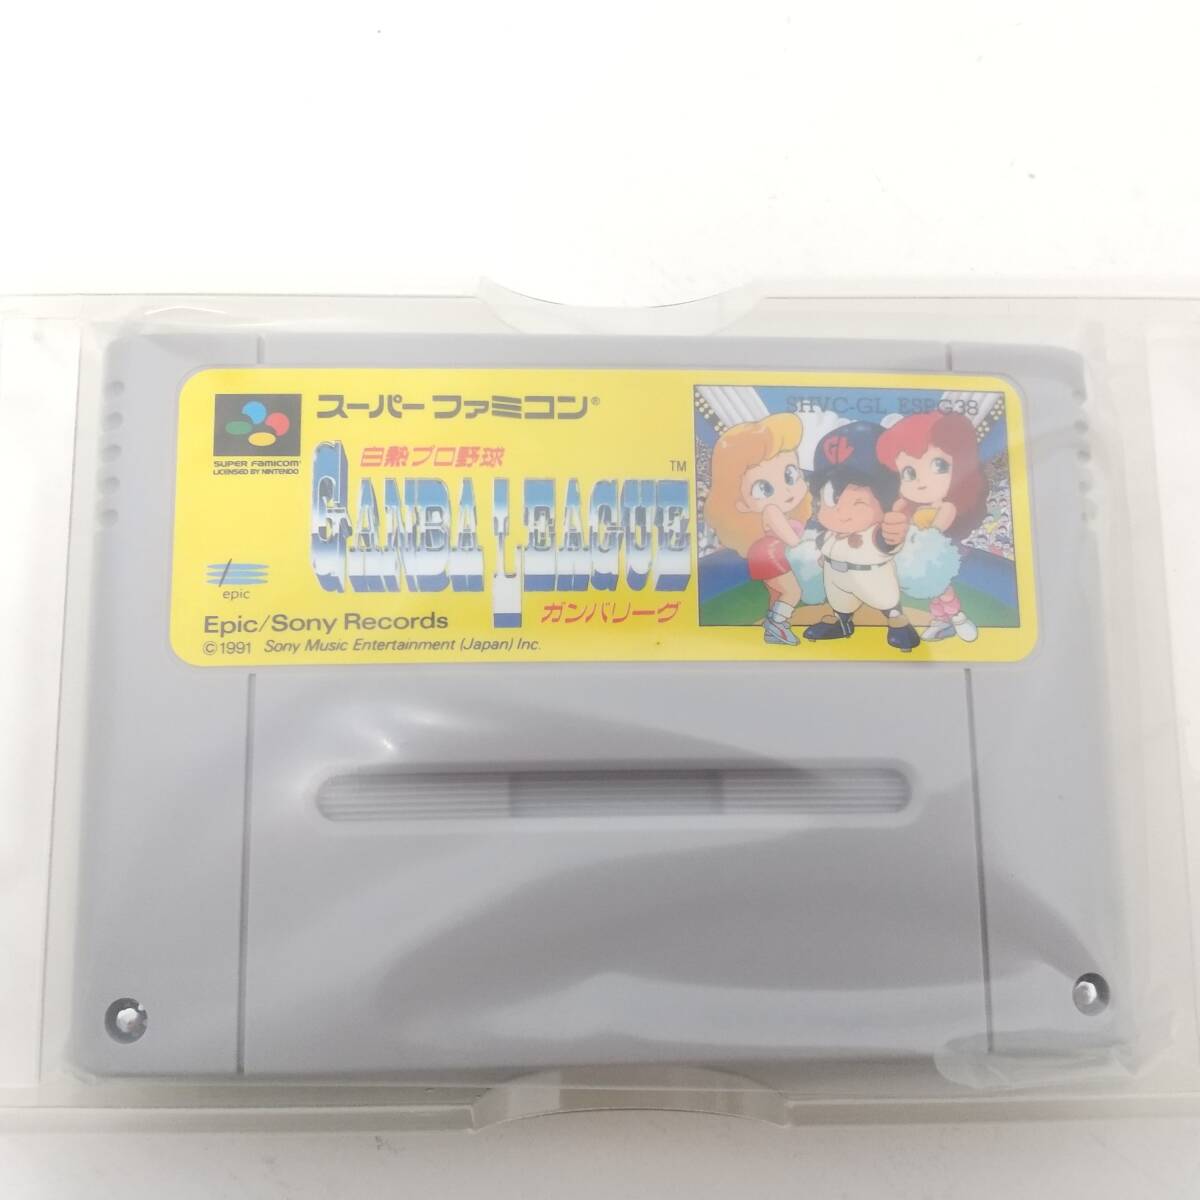 スーパーファミコン®
SUPER FAMICOM
LICENSED BY NINTENDO
白熱プロ野球
GANBA LEAGUE™
ガンバリーグ
epic
Epic/Sony Records
©1991 Sony Music Entertainment (Japan) Inc.
SHVC-GL ESPG38
GL